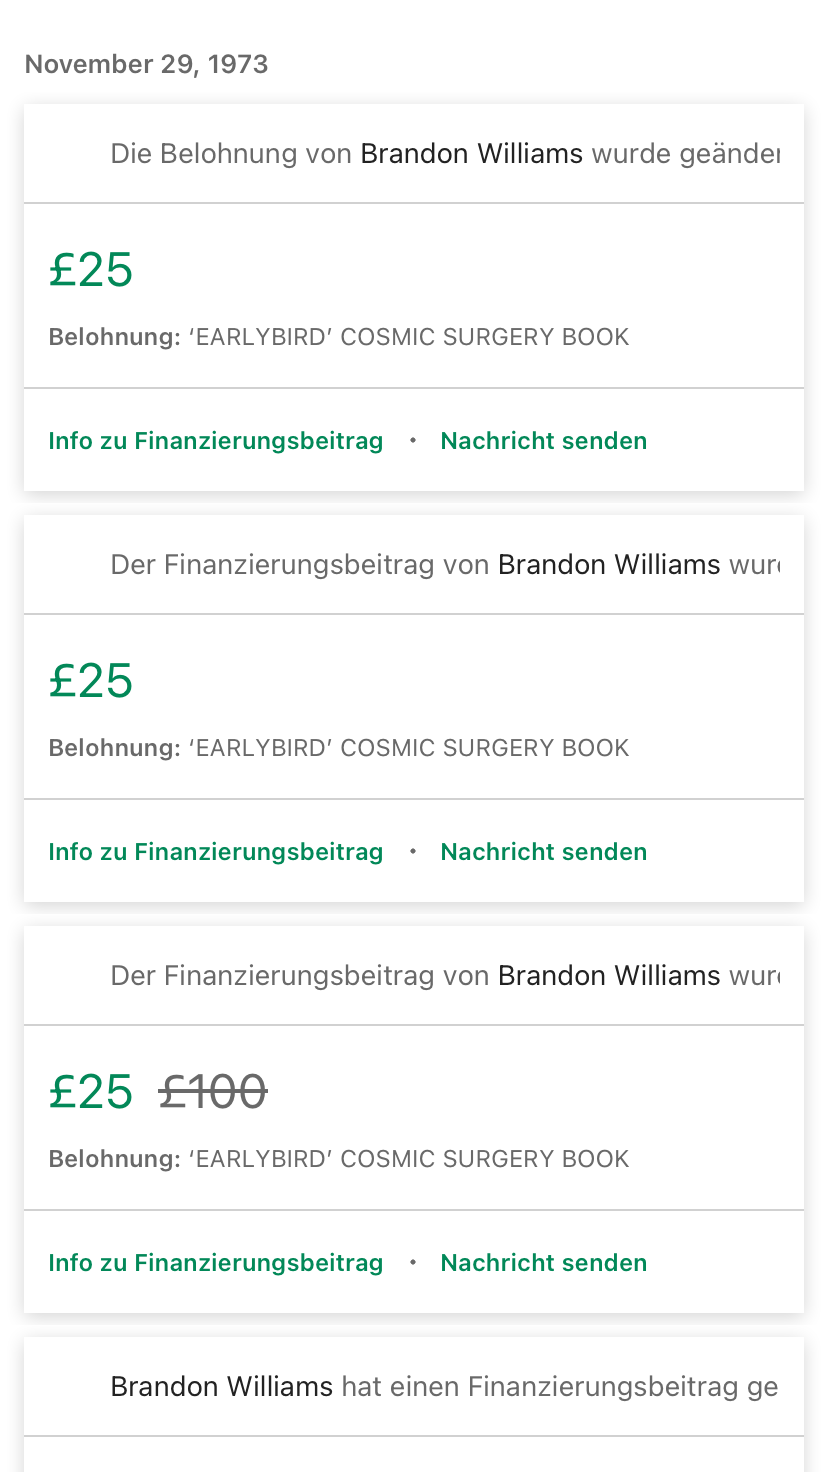 November 29, 1973
Die Belohnung von Brandon Williams wurde geänder
£25
Belohnung: ‘EARLYBIRD’ COSMIC SURGERY BOOK
Info zu Finanzierungsbeitrag • Nachricht senden
Der Finanzierungsbeitrag von Brandon Williams wurd
£25
Belohnung: ‘EARLYBIRD’ COSMIC SURGERY BOOK
Info zu Finanzierungsbeitrag • Nachricht senden
Der Finanzierungsbeitrag von Brandon Williams wurd
£25 £100
Belohnung: ‘EARLYBIRD’ COSMIC SURGERY BOOK
Info zu Finanzierungsbeitrag • Nachricht senden
Brandon Williams hat einen Finanzierungsbeitrag ge